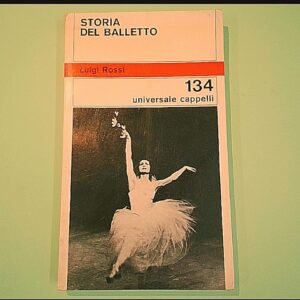 STORIA
DEL BALLETTO
Luigi Rossi
134
universale cappelli